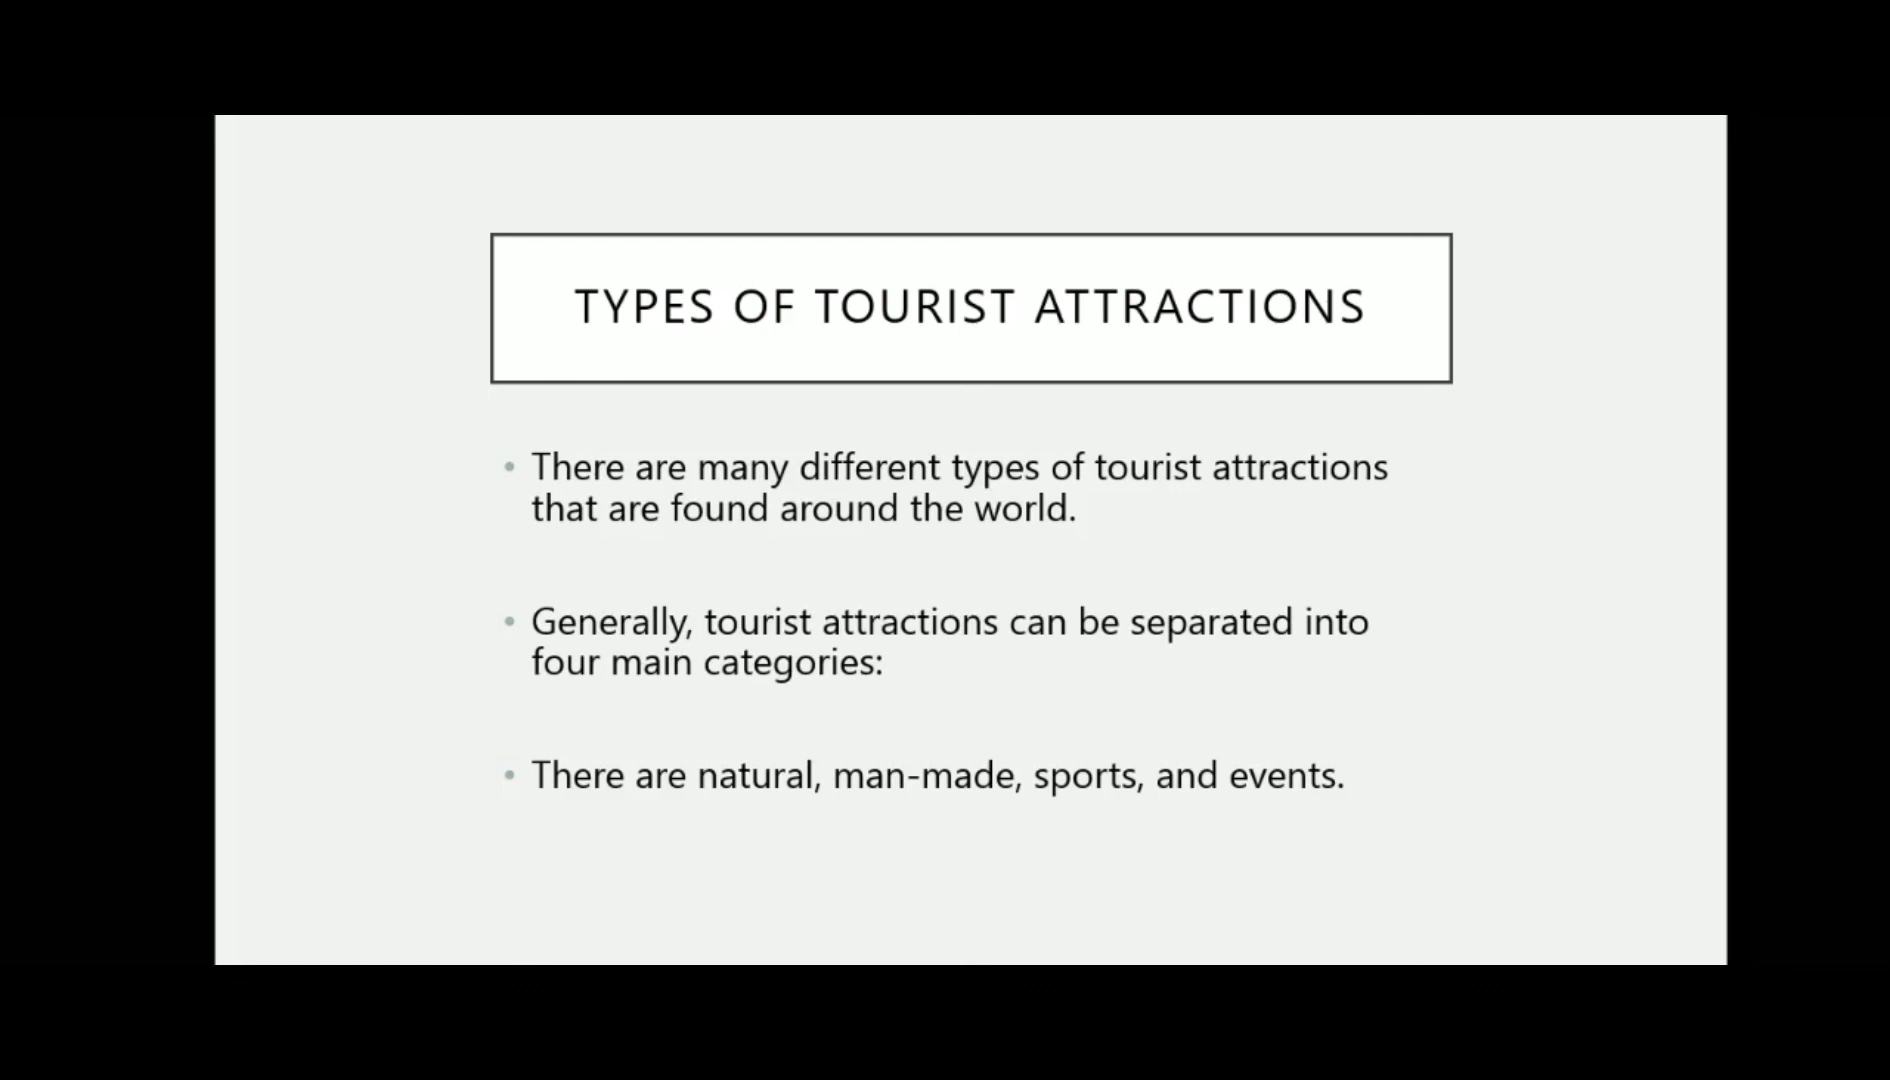 TYPES OF TOURIST ATTRACTIONS
• There are many different types of tourist attractions
that are found around the world.
• Generally, tourist attractions can be separated into
four main categories:
• There are natural, man-made, sports, and events.